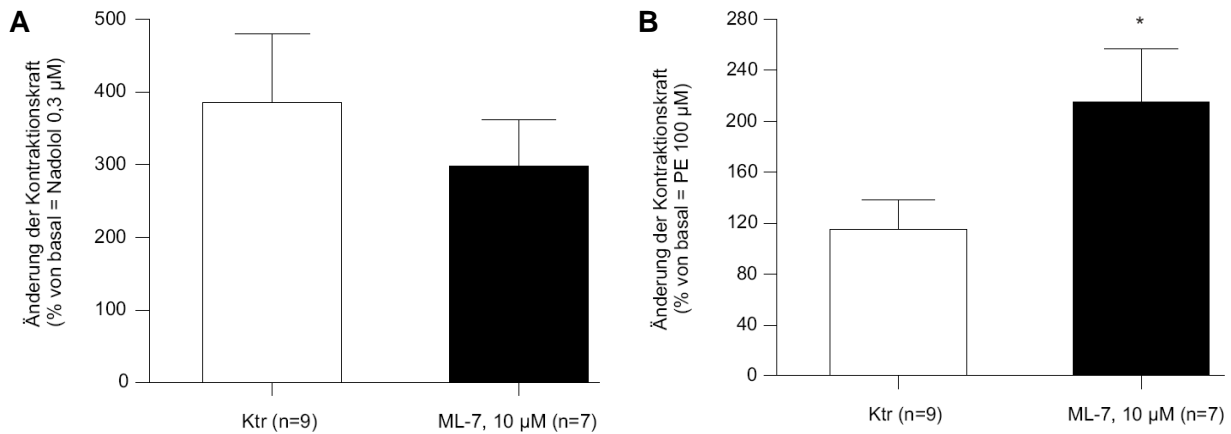 A
Änderung der Kontraktionskraft
(% von basal = Nadolol 0,3 µM)
500
400
300
200
100
0
Ktr (n=9)
ML-7, 10 µM (n=7)
B
Änderung der Kontraktionskraft
(% von basal = PE 100 µM)
280
240
200
160
120
80
40
0
*
Ktr (n=9)
ML-7, 10 µM (n=7)